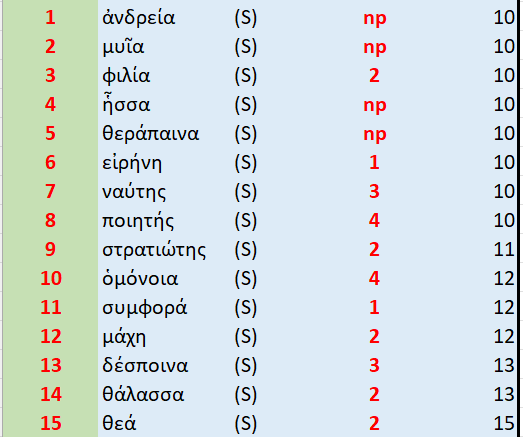 1 ἀνδρεία (S) np 10
2 μυῖα (S) np 10
3 φιλία (S) 2 10
4 ἧσσα (S) np 10
5 θεράπαινα (S) np 10
6 εἰρήνη (S) 1 10
7 ναύτης (S) 3 10
8 ποιητής (S) 4 10
9 στρατιώτης (S) 2 11
10 ὁμόνοια (S) 4 12
11 συμφορά (S) 1 12
12 μάχη (S) 2 12
13 δέσποινα (S) 3 13
14 θάλασσα (S) 2 13
15 θεά (S) 2 15